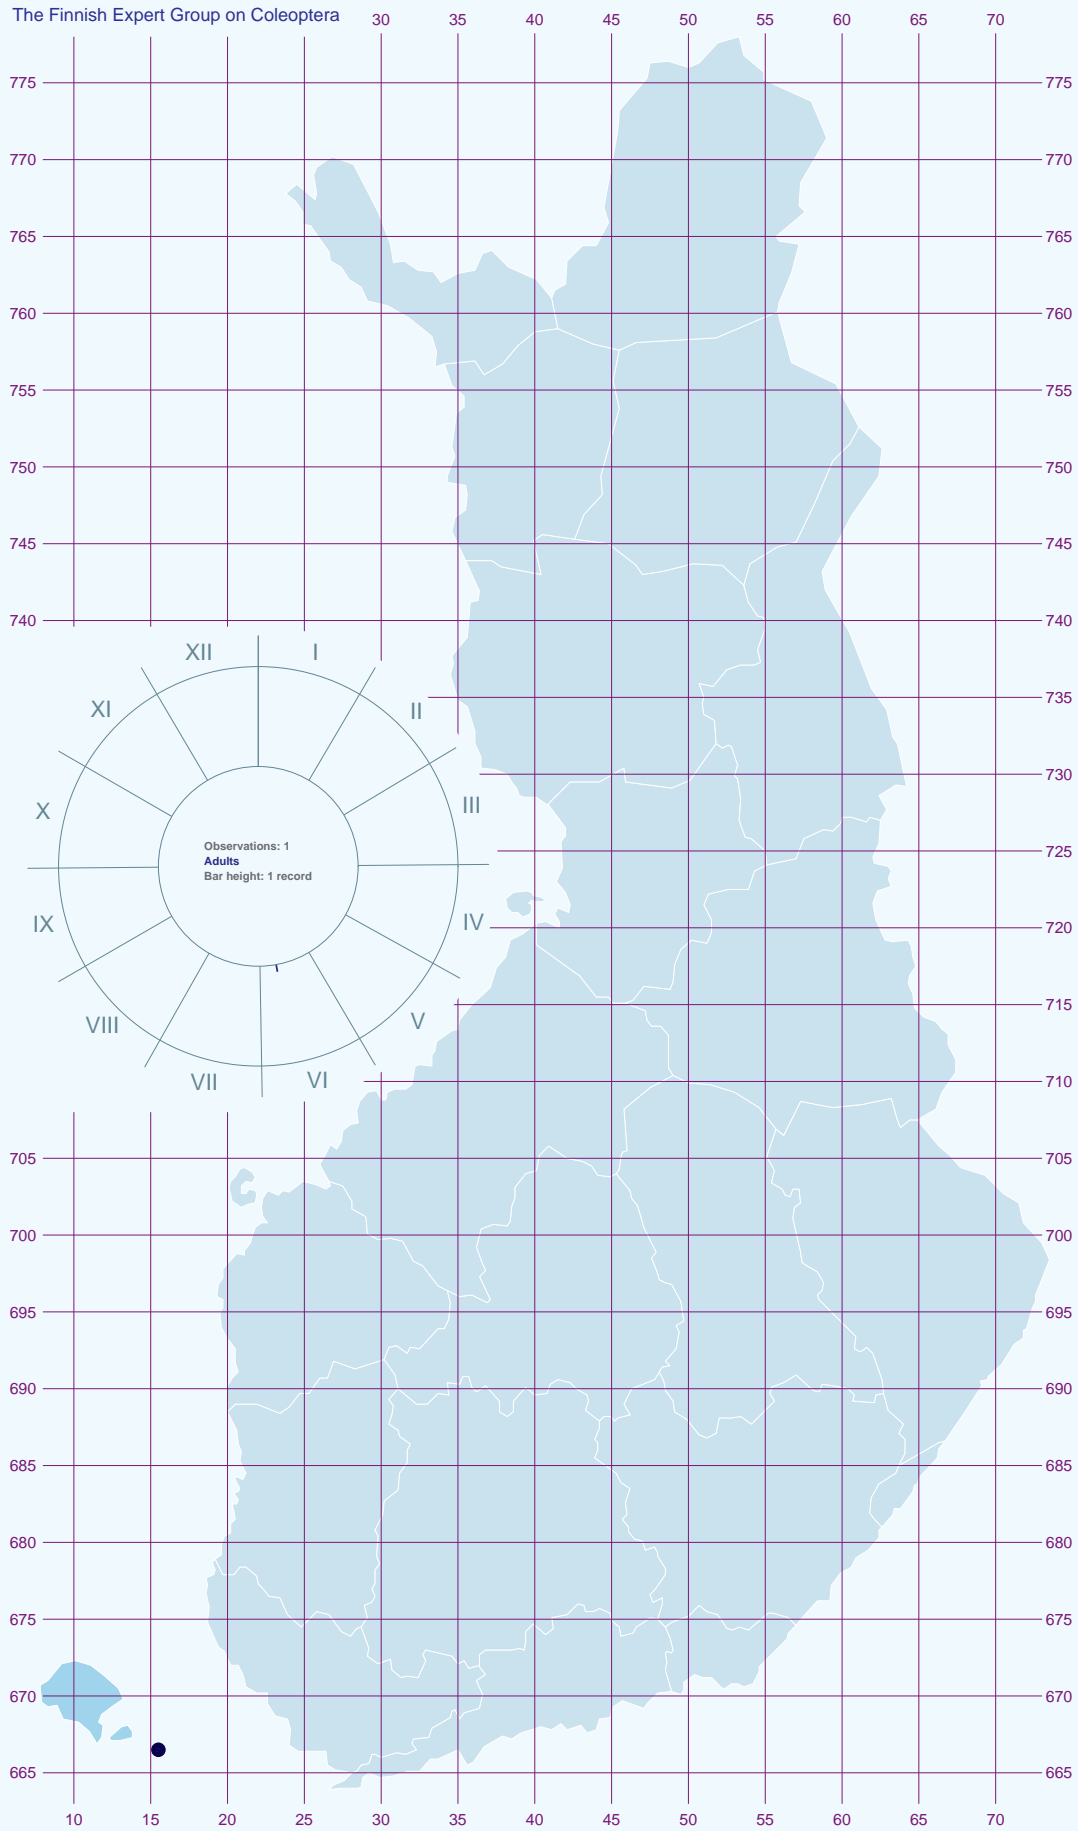 The Finnish Expert Group on Coleoptera
30 35 40 45 50 55 60 65 70
775 775
770 770
765 765
760 760
755 755
750 750
745 745
740 740
XII I
XI II
735
730
X III
725
Observations: 1
Adults
Bar height: 1 record
IX IV
720
VIII V
715
VII VI
710
705 705
700 700
695 695
690 690
685 685
680 680
675 675
670 670
665 665
10 15 20 25 30 35 40 45 50 55 60 65 70